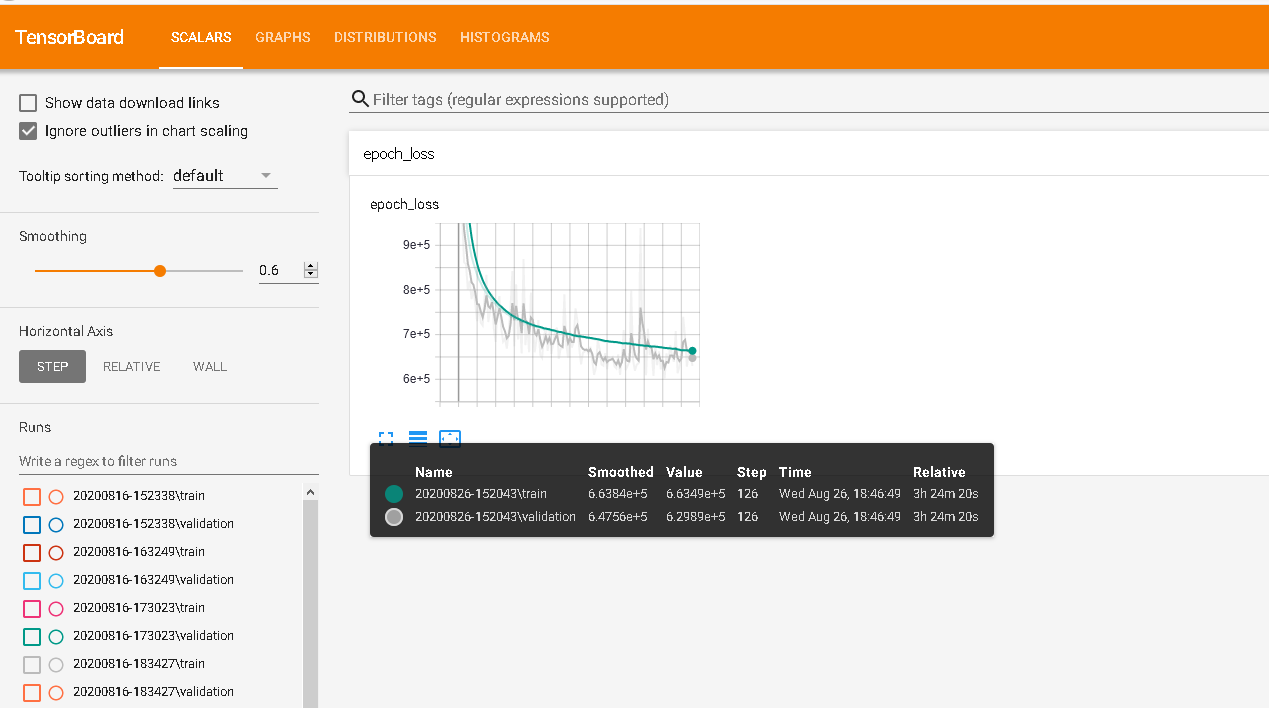 TensorBoard SCALARS GRAPHS DISTRIBUTIONS HISTOGRAMS
Show data download links
Ignore outliers in chart scaling
Tooltip sorting method: default
Smoothing
0.6
Horizontal Axis
STEP RELATIVE WALL
Runs
Write a regex to filter runs
20200816-152338\train
20200816-152338\validation
20200816-163249\train
20200816-163249\validation
20200816-173023\train
20200816-173023\validation
20200816-183427\train
20200816-183427\validation
Filter tags (regular expressions supported)
epoch_loss
epoch_loss
9e+5
8e+5
7e+5
6e+5
Name Smoothed Value Step Time Relative
20200826-152043\train 6.6384e+5 6.6349e+5 126 Wed Aug 26, 18:46:49 3h 24m 20s
20200826-152043\validation 6.4756e+5 6.2989e+5 126 Wed Aug 26, 18:46:49 3h 24m 20s